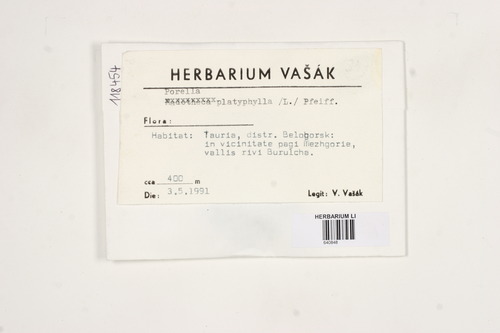 118454
HERBARIUM VAŠÁK
Porella
platyphylla /L./ Pfeiff.
Flora:
Habitat: Tauria, distr. Belogorsk:
in vicinitate pagi Mezhgorie,
vallis rivi Burulcha.
cca 400 m
Die: 3.5.1991
Legit: V. Vašák
HERBARIUM LI